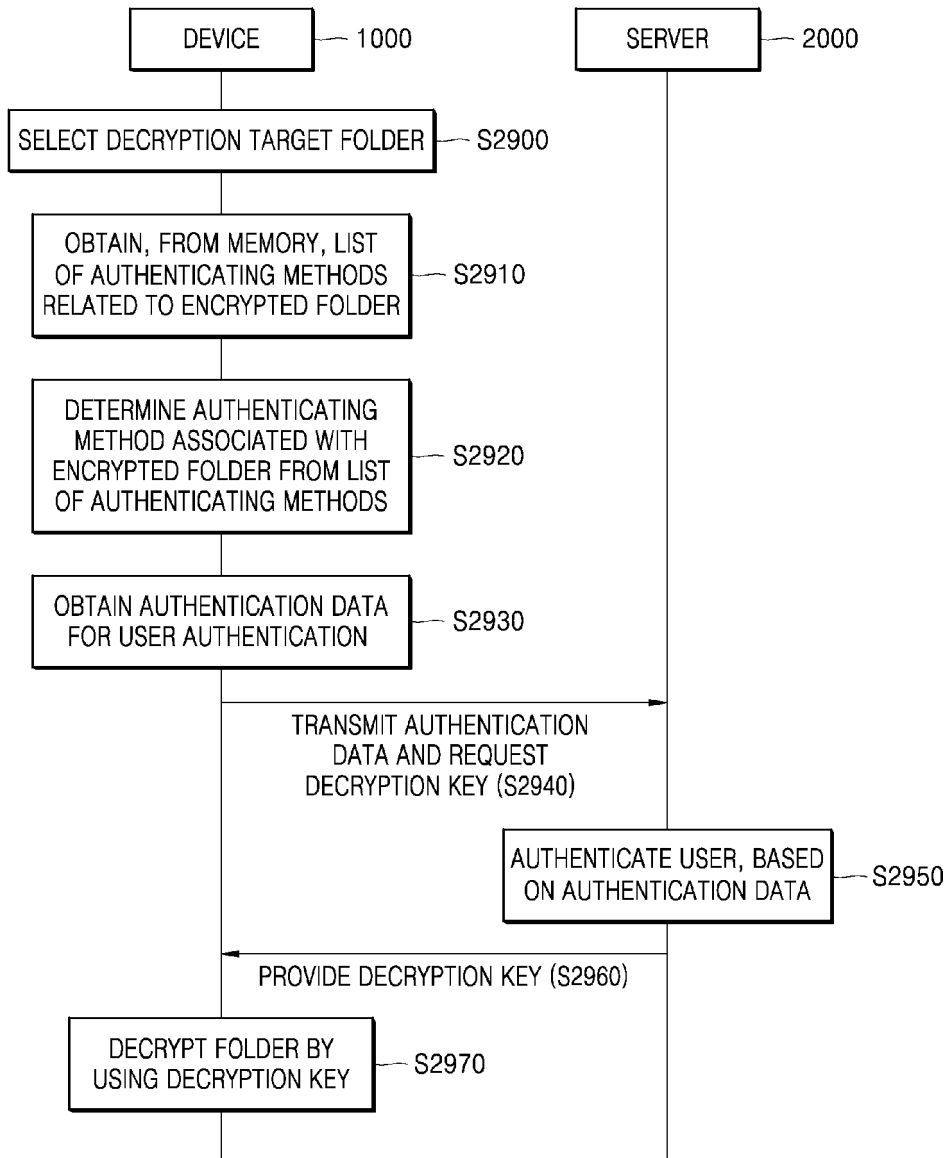 DEVICE
1000
SERVER
2000
SELECT DECRYPTION TARGET FOLDER
S2900
OBTAIN, FROM MEMORY, LIST
OF AUTHENTICATING METHODS
RELATED TO ENCRYPTED FOLDER
S2910
DETERMINE AUTHENTICATING
METHOD ASSOCIATED WITH
ENCRYPTED FOLDER FROM LIST
OF AUTHENTICATING METHODS
S2920
OBTAIN AUTHENTICATION DATA
FOR USER AUTHENTICATION
S2930
TRANSMIT AUTHENTICATION
DATA AND REQUEST
DECRYPTION KEY (S2940)
AUTHENTICATE USER, BASED
ON AUTHENTICATION DATA
S2950
PROVIDE DECRYPTION KEY (S2960)
DECRYPT FOLDER BY
USING DECRYPTION KEY
S2970